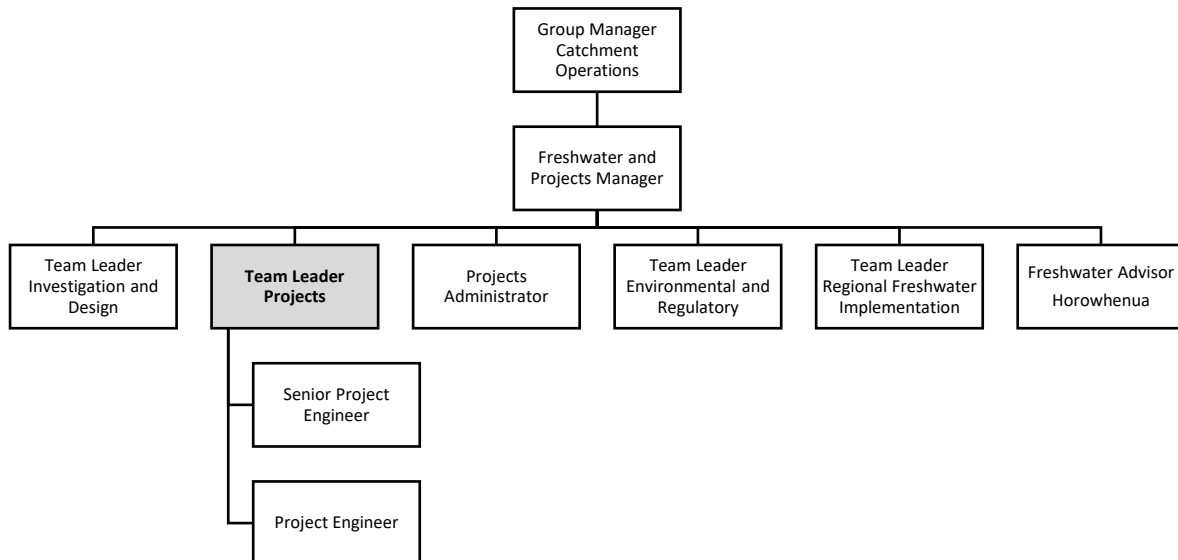 Group Manager
Catchment
Operations
Freshwater and
Projects Manager
Team Leader
Investigation and
Design
Team Leader
Projects
Projects
Administrator
Team Leader
Environmental and
Regulatory
Team Leader
Regional Freshwater
Implementation
Freshwater Advisor
Horowhenua
Senior Project
Engineer
Project Engineer